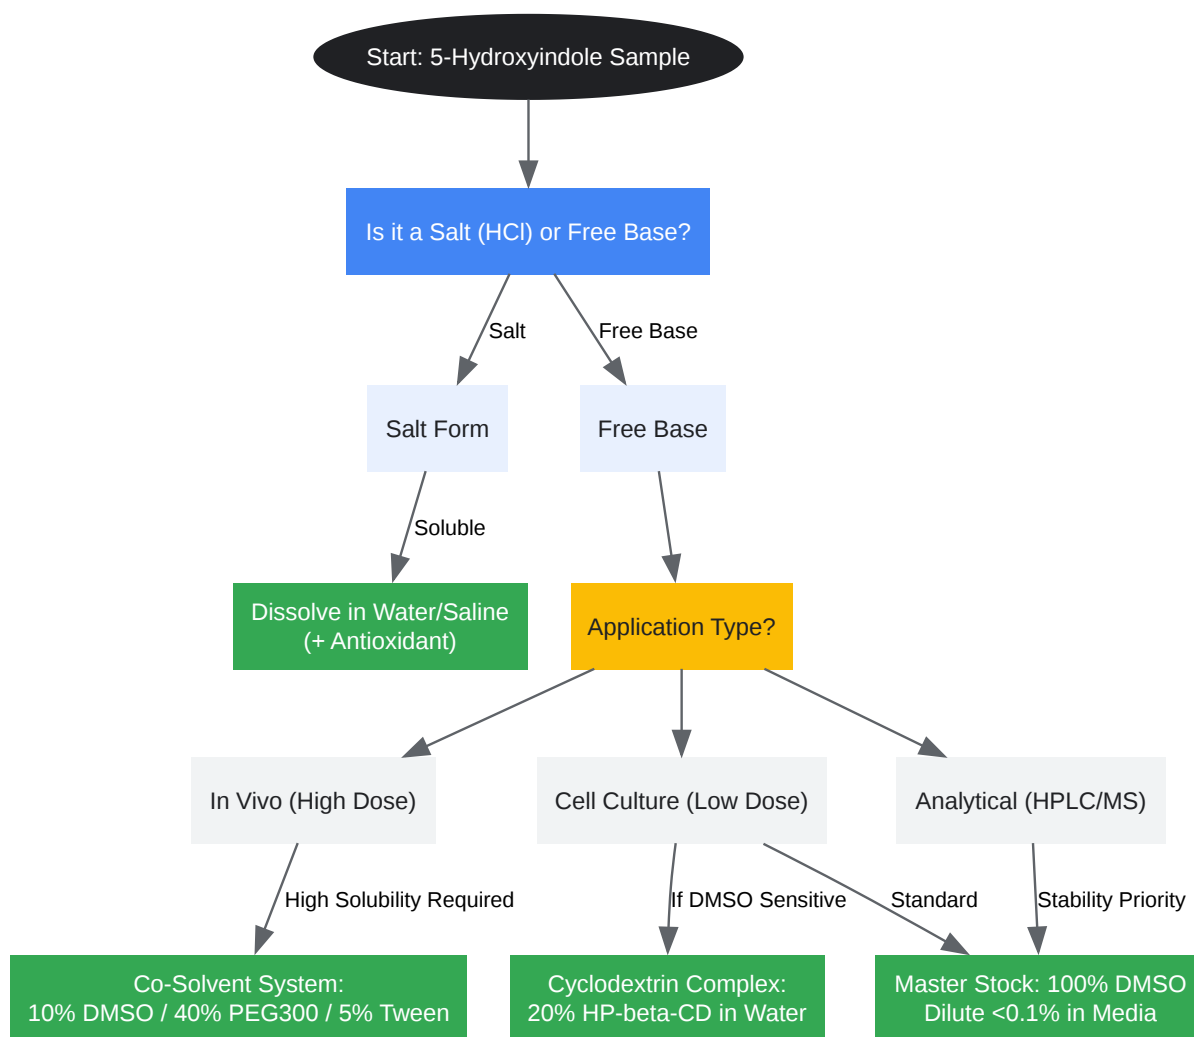 Start: 5-Hydroxyindole Sample
Is it a Salt (HCl) or Free Base?
Salt
Free Base
Salt Form
Free Base
Soluble
Dissolve in Water/Saline
(+ Antioxidant)
Application Type?
In Vivo (High Dose)
Cell Culture (Low Dose)
Analytical (HPLC/MS)
High Solubility Required
If DMSO Sensitive
Standard
Stability Priority
Co-Solvent System:
10% DMSO / 40% PEG300 / 5% Tween
Cyclodextrin Complex:
20% HP-beta-CD in Water
Master Stock: 100% DMSO
Dilute <0.1% in Media